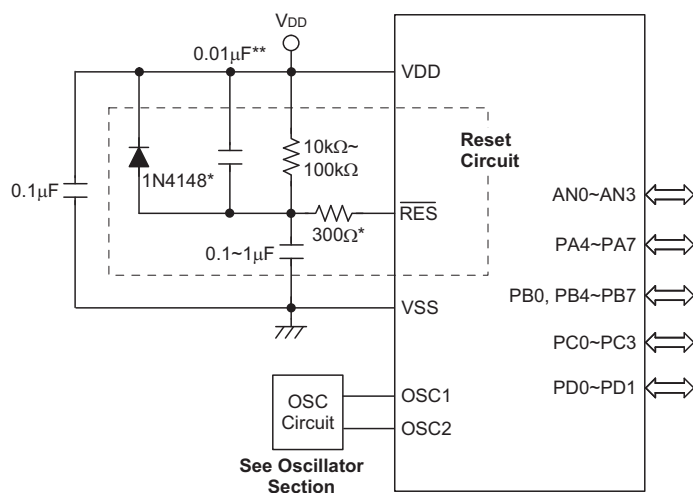 VDD
0.01μF**
VDD
Reset
Circuit
10kΩ~
100kΩ
1N4148*
0.1μF
AN0~AN3
RES
300Ω*
PA4~PA7
0.1~1μF
PB0, PB4~PB7
VSS
PC0~PC3
PD0~PD1
OSC
Circuit
OSC1
OSC2
See Oscillator
Section